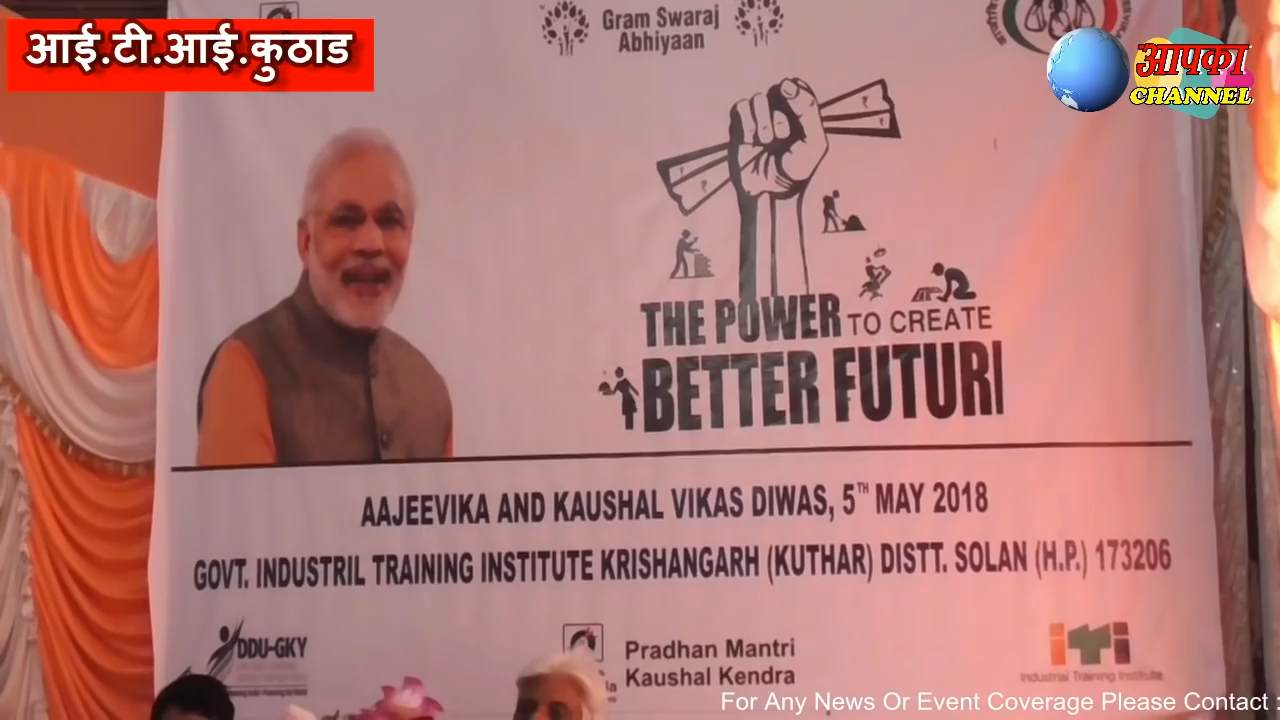 आई.टी.आई.कुठाड
Gram Swaraj
Abhiyaan
आपका
CHANNEL
THE POWER TO CREATE
BETTER FUTURI
AAJEEVIKA AND KAUSHAL VIKAS DIWAS, 5TH MAY 2018
GOVT. INDUSTRIL TRAINING INSTITUTE KRISHANGARH (KUTHAR) DISTT. SOLAN (H.P.) 173206
DDU-GKY
Pradhan Mantri
Kaushal Kendra
iTi
Industrial Training Institute
For Any News Or Event Coverage Please Contact :